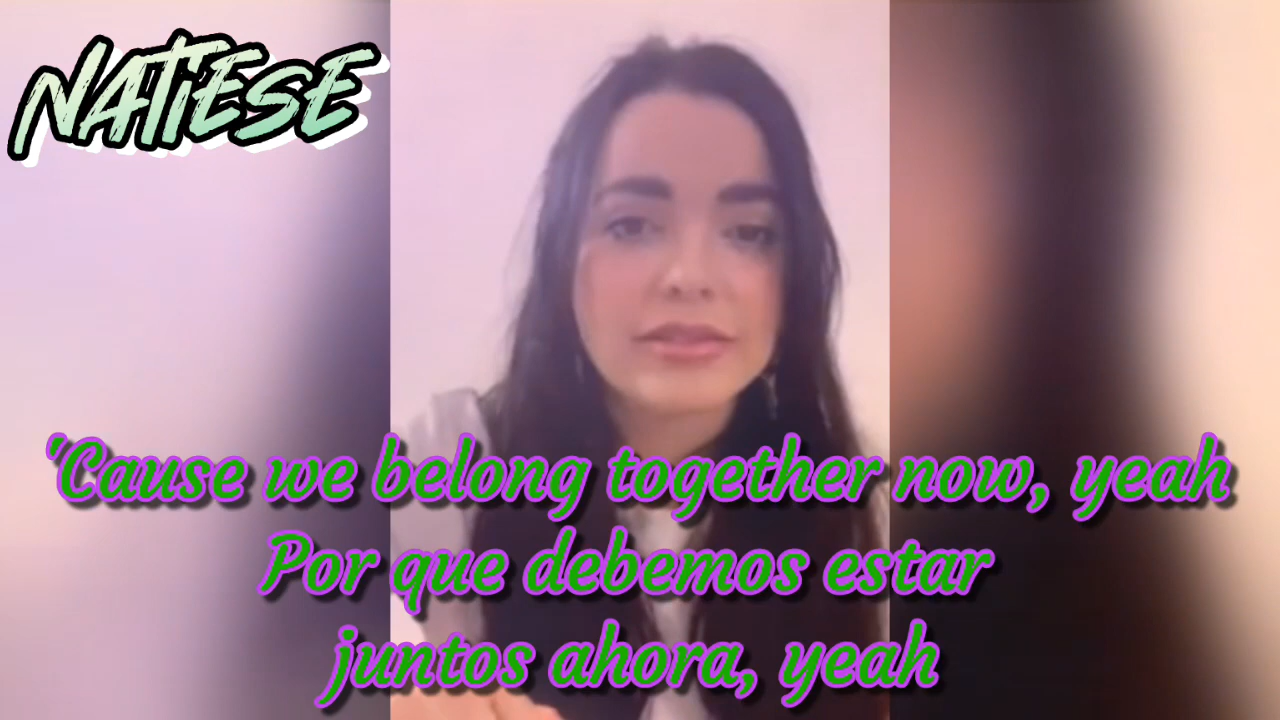 NATiESE
'Cause we belong together now, yeah
Por que debemos estar
juntos ahora, yeah